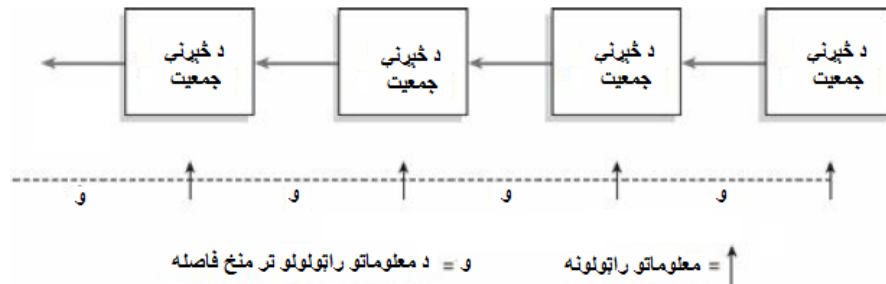 د څېړنې
جمعیت
د څېړنې
جمعیت
د څېړنې
جمعیت
د څېړنې
جمعیت
و
و
و
و
= معلوماتو راټولونه
و = د معلوماتو راټولولو تر منځ فاصله